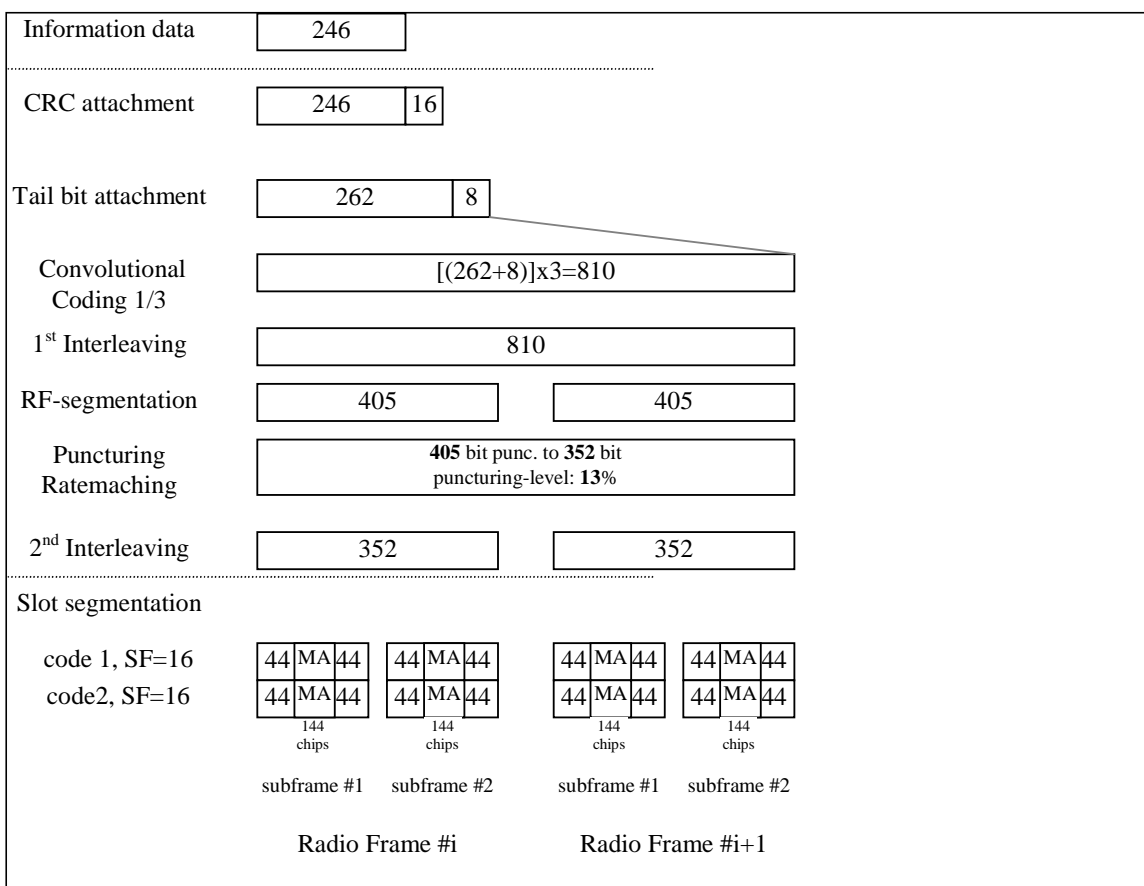 Information data 246
CRC attachment 246 16
Tail bit attachment 262 8
Convolutional
Coding 1/3
[(262+8)]x3=810
1st Interleaving 810
RF-segmentation 405 405
Puncturing
Ratemaching
405 bit punc. to 352 bit
puncturing-level: 13%
2nd Interleaving 352 352
Slot segmentation
code 1, SF=16 44 MA 44 44 MA 44 44 MA 44 44 MA 44
code2, SF=16 44 MA 44 44 MA 44 44 MA 44 44 MA 44
144 144 144 144
chips chips chips chips
subframe #1 subframe #2 subframe #1 subframe #2
Radio Frame #i Radio Frame #i+1